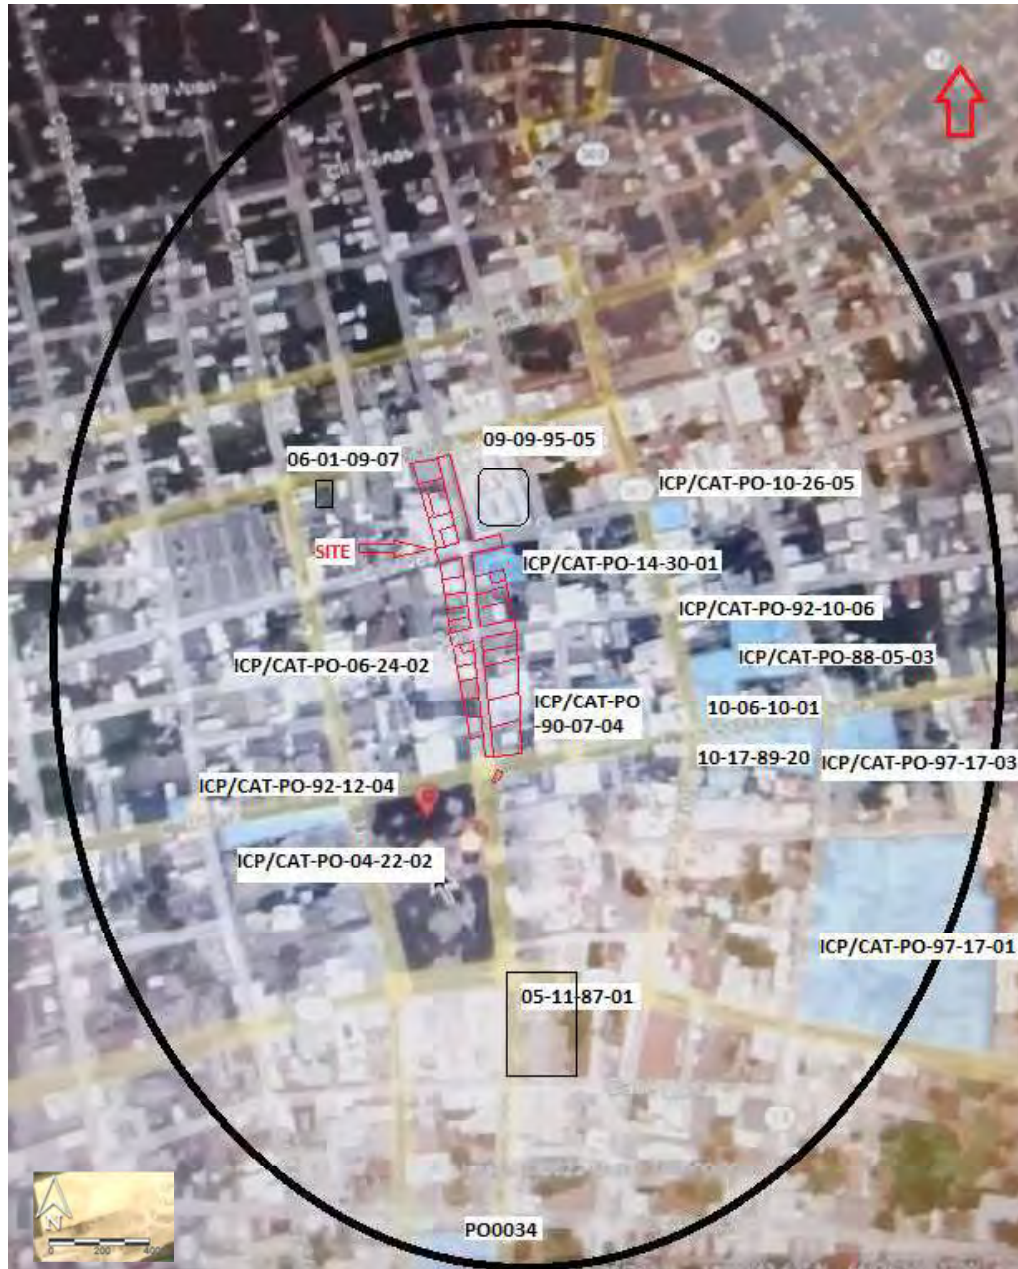 09-09-95-05
06-01-09-07
ICP/CAT-PO-10-26-05
SITE
ICP/CAT-PO-14-30-01
ICP/CAT-PO-92-10-06
ICP/CAT-PO-06-24-02
ICP/CAT-PO-88-05-03
ICP/CAT-PO
-90-07-04
10-06-10-01
10-17-89-20
ICP/CAT-PO-97-17-03
ICP/CAT-PO-92-12-04
ICP/CAT-PO-04-22-02
ICP/CAT-PO-97-17-01
05-11-87-01
N
0 200 400
PO0034